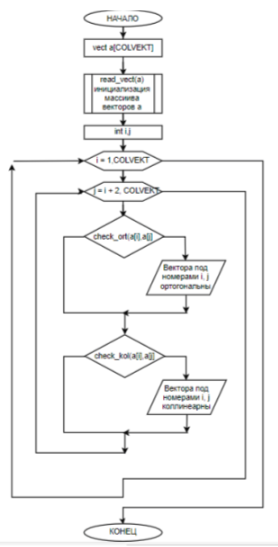 НАЧАЛО
vect a[COLVEKT]
read_vect(a)
инициализация
массиива
векторов a
int i,j
i = 1,COLVEKT
j = i + 2, COLVEKT
check_ort(a[i],a[j]
Вектора под
номерами i, j
ортогональны
check_kol(a[i],a[j]
Вектора под
номерами i, j
коллинеарны
КОНЕЦ